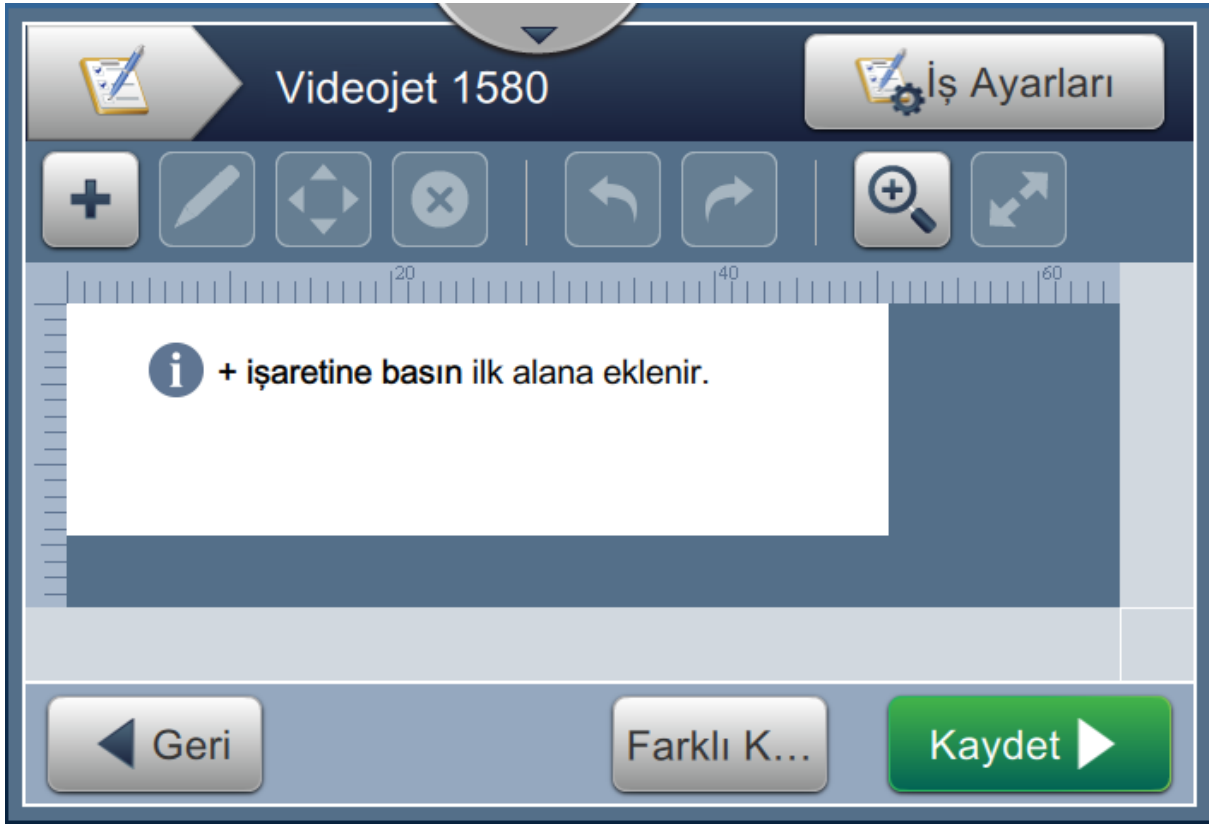 Videojet 1580
İş Ayarları
20 40 60
+ işaretine basın ilk alana eklenir.
Geri
Farklı K...
Kaydet